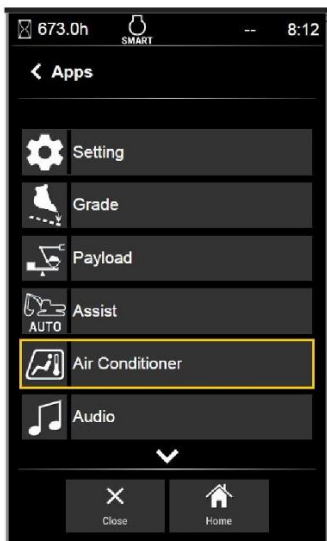 673.0h SMART -- 8:12
Apps
Setting
Grade
Payload
AUTO Assist
Air Conditioner
Audio
Close Home